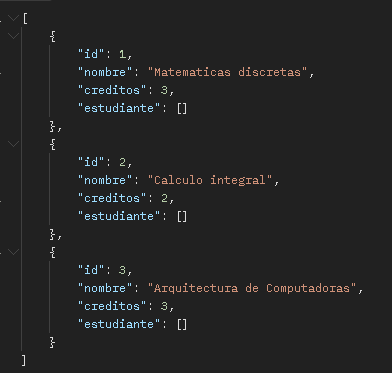 [
{
"id": 1,
"nombre": "Matematicas discretas",
"creditos": 3,
"estudiante": []
},
{
"id": 2,
"nombre": "Calculo integral",
"creditos": 2,
"estudiante": []
},
{
"id": 3,
"nombre": "Arquitectura de Computadoras",
"creditos": 3,
"estudiante": []
}
]